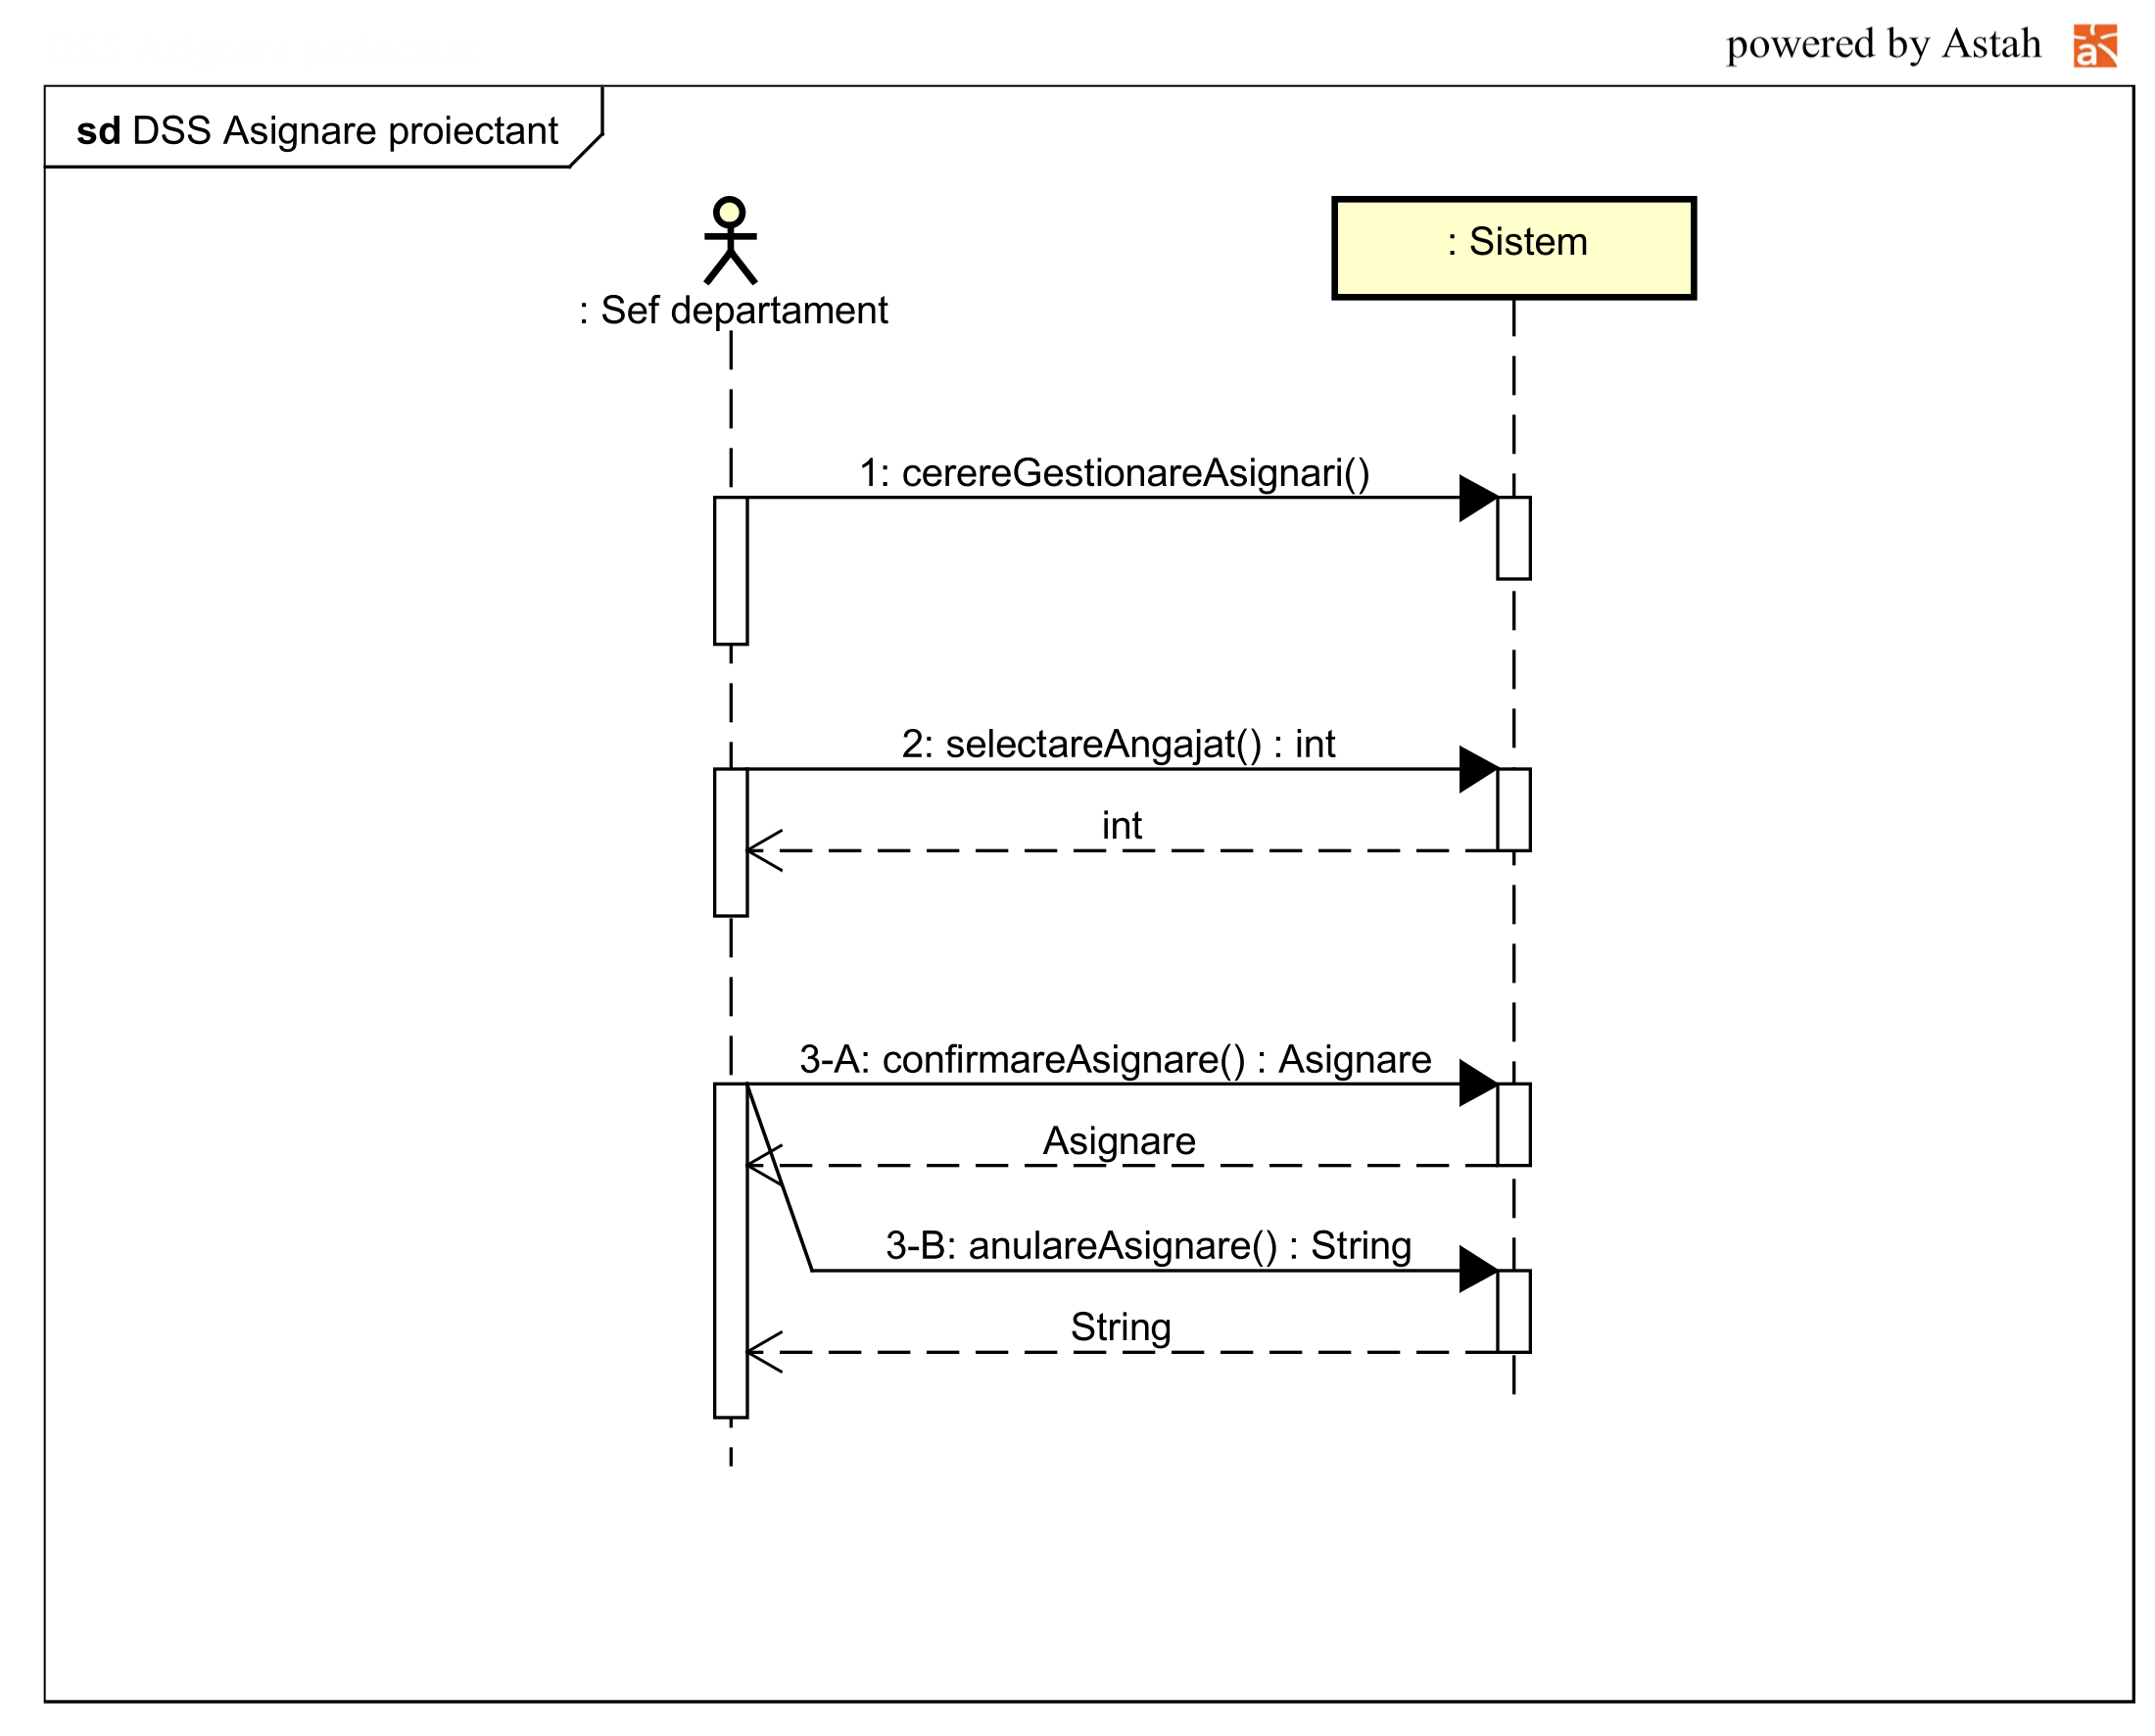 powered by Astah
sd DSS Asignare proiectant
: Sef departament
: Sistem
1: cerereGestionareAsignari()
2: selectareAngajat() : int
int
3-A: confirmareAsignare() : Asignare
Asignare
3-B: anulareAsignare() : String
String